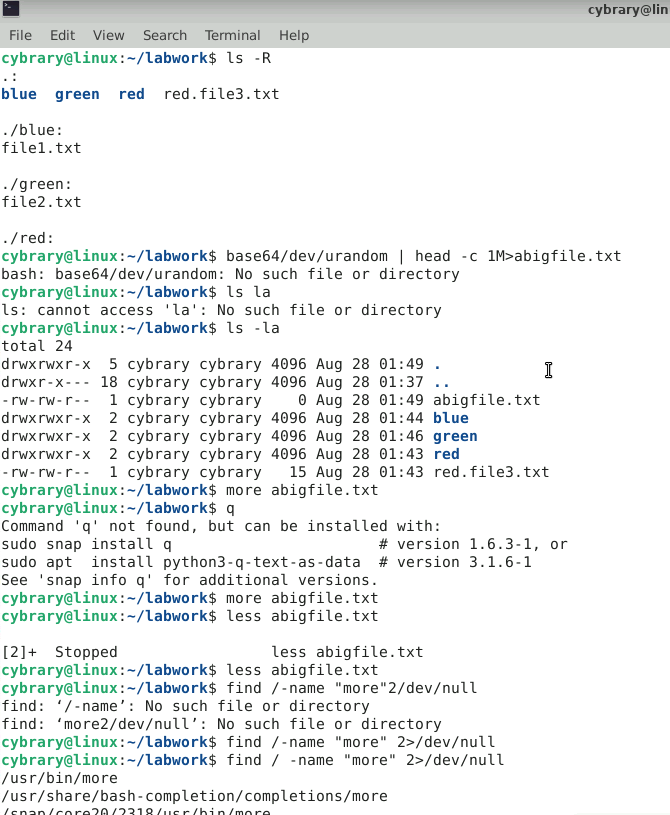 cybrary@lin
File Edit View Search Terminal Help
cybrary@linux:~/labwork$ ls -R
.:
blue  green  red  red.file3.txt

./blue:
file1.txt

./green:
file2.txt

./red:
cybrary@linux:~/labwork$ base64/dev/urandom | head -c 1M>abigfile.txt
bash: base64/dev/urandom: No such file or directory
cybrary@linux:~/labwork$ ls la
ls: cannot access 'la': No such file or directory
cybrary@linux:~/labwork$ ls -la
total 24
drwxrwxr-x  5 cybrary cybrary 4096 Aug 28 01:49 .
drwxr-x--- 18 cybrary cybrary 4096 Aug 28 01:37 ..
-rw-rw-r--  1 cybrary cybrary    0 Aug 28 01:49 abigfile.txt
drwxrwxr-x  2 cybrary cybrary 4096 Aug 28 01:44 blue
drwxrwxr-x  2 cybrary cybrary 4096 Aug 28 01:46 green
drwxrwxr-x  2 cybrary cybrary 4096 Aug 28 01:43 red
-rw-rw-r--  1 cybrary cybrary   15 Aug 28 01:43 red.file3.txt
cybrary@linux:~/labwork$ more abigfile.txt
cybrary@linux:~/labwork$ q
Command 'q' not found, but can be installed with:
sudo snap install q                       # version 1.6.3-1, or
sudo apt  install python3-q-text-as-data  # version 3.1.6-1
See 'snap info q' for additional versions.
cybrary@linux:~/labwork$ more abigfile.txt
cybrary@linux:~/labwork$ less abigfile.txt

[2]+  Stopped                 less abigfile.txt
cybrary@linux:~/labwork$ less abigfile.txt
cybrary@linux:~/labwork$ find /-name "more"2/dev/null
find: ‘/-name’: No such file or directory
find: ‘more2/dev/null’: No such file or directory
cybrary@linux:~/labwork$ find /-name "more" 2>/dev/null
cybrary@linux:~/labwork$ find / -name "more" 2>/dev/null
/usr/bin/more
/usr/share/bash-completion/completions/more
/snap/core20/2318/usr/bin/more